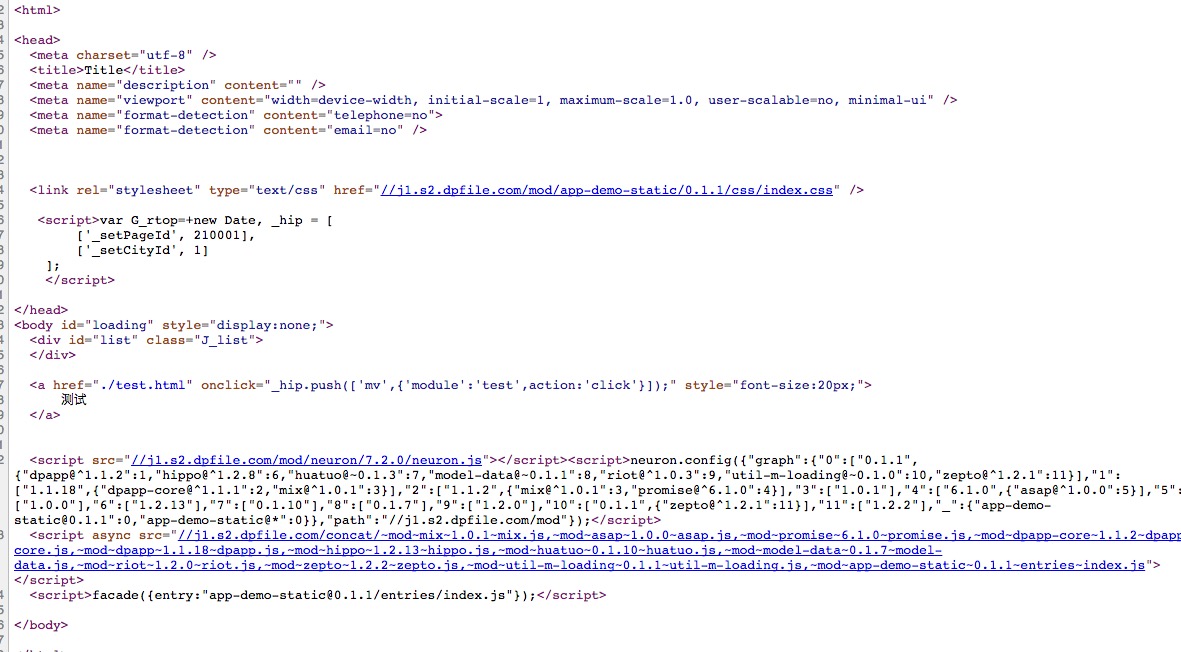 <html>
<head>
<meta charset="utf-8" />
<title>Title</title>
<meta name="description" content="" />
<meta name="viewport" content="width=device-width, initial-scale=1, maximum-scale=1.0, user-scalable=no, minimal-ui" />
<meta name="format-detection" content="telephone=no">
<meta name="format-detection" content="email=no" />
<link rel="stylesheet" type="text/css" href="//j1.s2.dpfile.com/mod/app-demo-static/0.1.1/css/index.css" />
<script>var G_rtop=+new Date, _hip = [
['_setPageId', 210001],
['_setCityId', 1]
];
</script>
</head>
<body id="loading" style="display:none;">
<div id="list" class="J_list">
</div>
<a href="./test.html" onclick="_hip.push(['mv',{'module':'test',action:'click'}]);" style="font-size:20px;">
测试
</a>
<script src="//j1.s2.dpfile.com/mod/neuron/7.2.0/neuron.js"></script><script>neuron.config({"graph":{"0":["0.1.1",
{"dpapp@^1.1.2":1,"hippo@^1.2.8":6,"huatuo@~0.1.3":7,"model-data@~0.1.1":8,"riot@^1.0.3":9,"util-m-loading@~0.1.0":10,"zepto@^1.2.1":11}],"1":
["1.1.18",{"dpapp-core@^1.1.1":2,"mix@^1.0.1":3}],"2":["1.1.2",{"mix@^1.0.1":3,"promise@^6.1.0":4}],"3":["1.0.1"],"4":["6.1.0",{"asap@^1.0.0":5}],"5":
["1.0.0"],"6":["1.2.13"],"7":["0.1.10"],"8":["0.1.7"],"9":["1.2.0"],"10":["0.1.1",{"zepto@^1.2.1":11}],"11":["1.2.2"],"_":{"app-demo-
static@0.1.1":0,"app-demo-static@*":0}},"path":"//j1.s2.dpfile.com/mod"});</script>
<script async src="//j1.s2.dpfile.com/concat/~mod~mix~1.0.1~mix.js,~mod~asap~1.0.0~asap.js,~mod~promise~6.1.0~promise.js,~mod~dpapp-core~1.1.2~dpapp-
core.js,~mod~dpapp~1.1.18~dpapp.js,~mod~hippo~1.2.13~hippo.js,~mod~huatuo~0.1.10~huatuo.js,~mod~model-data~0.1.7~model-
data.js,~mod~riot~1.2.0~riot.js,~mod~zepto~1.2.2~zepto.js,~mod~util-m-loading~0.1.1~util-m-loading.js,~mod~app-demo-static~0.1.1~entries~index.js">
</script>
<script>facade({entry:"app-demo-static@0.1.1/entries/index.js"});</script>
</body>